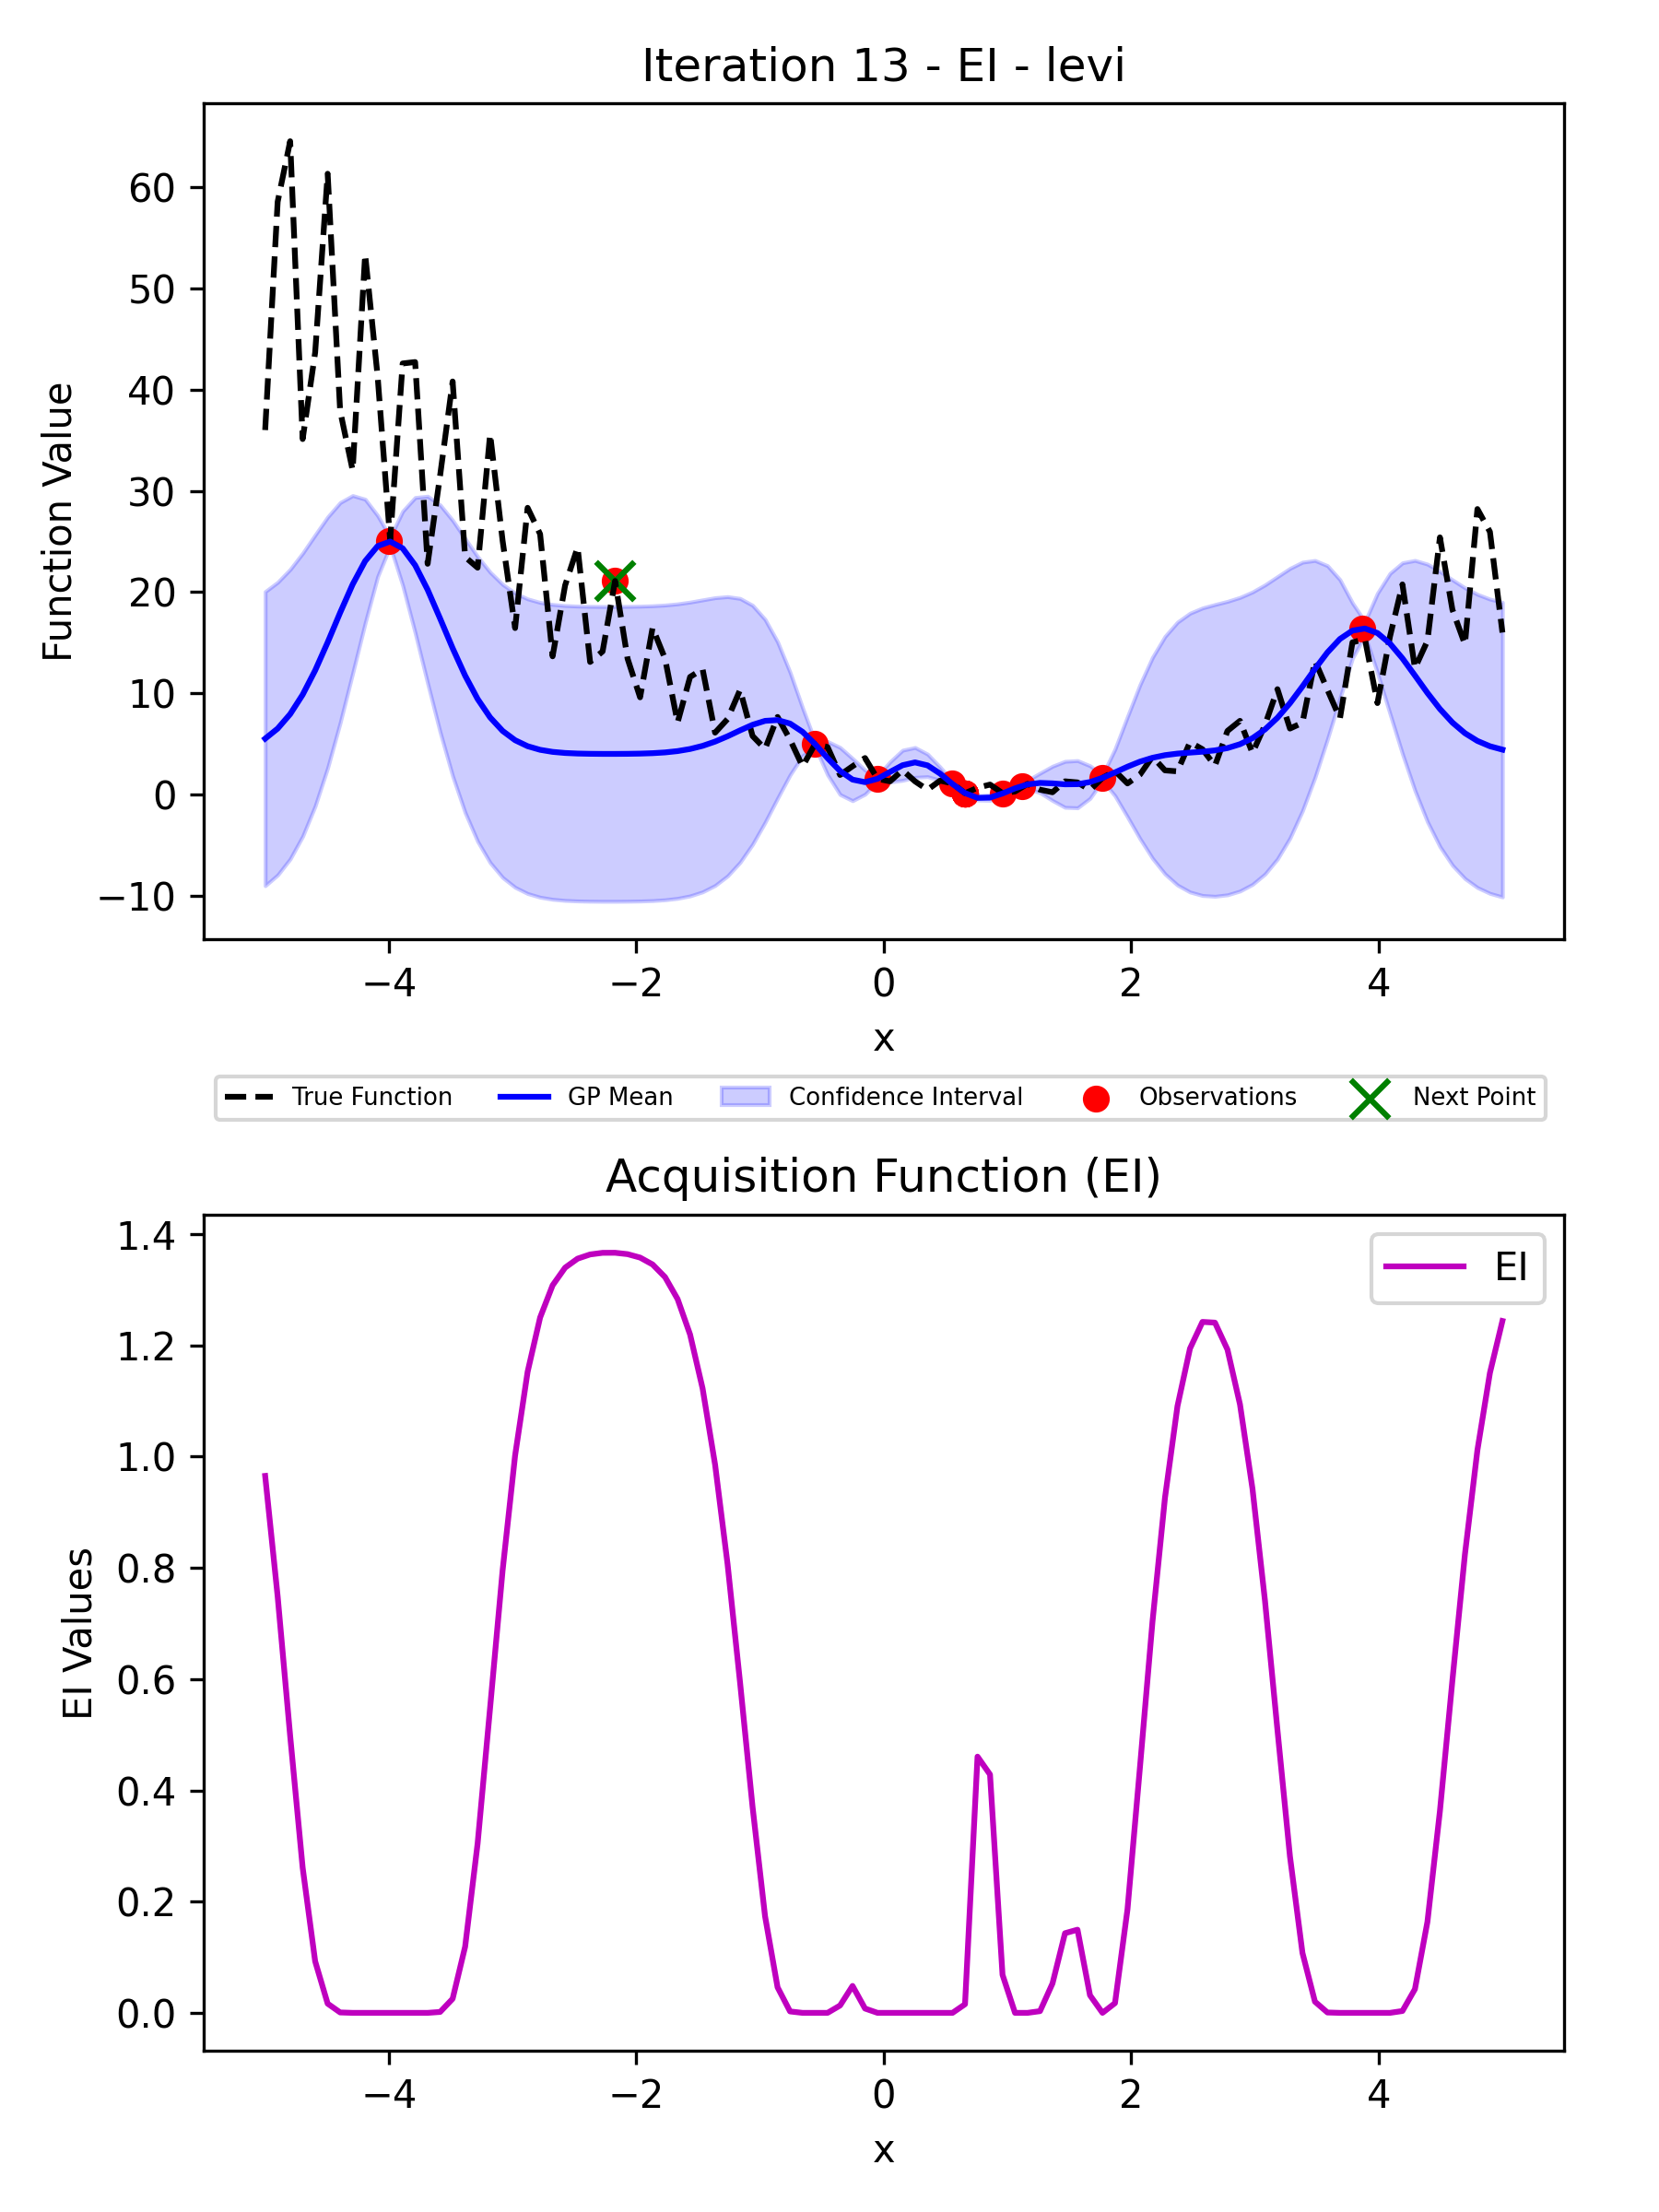 Iteration 13 - EI - levi
60
50
40
30
20
10
0
−10
Function Value
−4 −2 0 2 4
x
True Function GP Mean Confidence Interval Observations Next Point
Acquisition Function (EI)
EI
1.4
1.2
1.0
0.8
0.6
0.4
0.2
0.0
EI Values
−4 −2 0 2 4
x